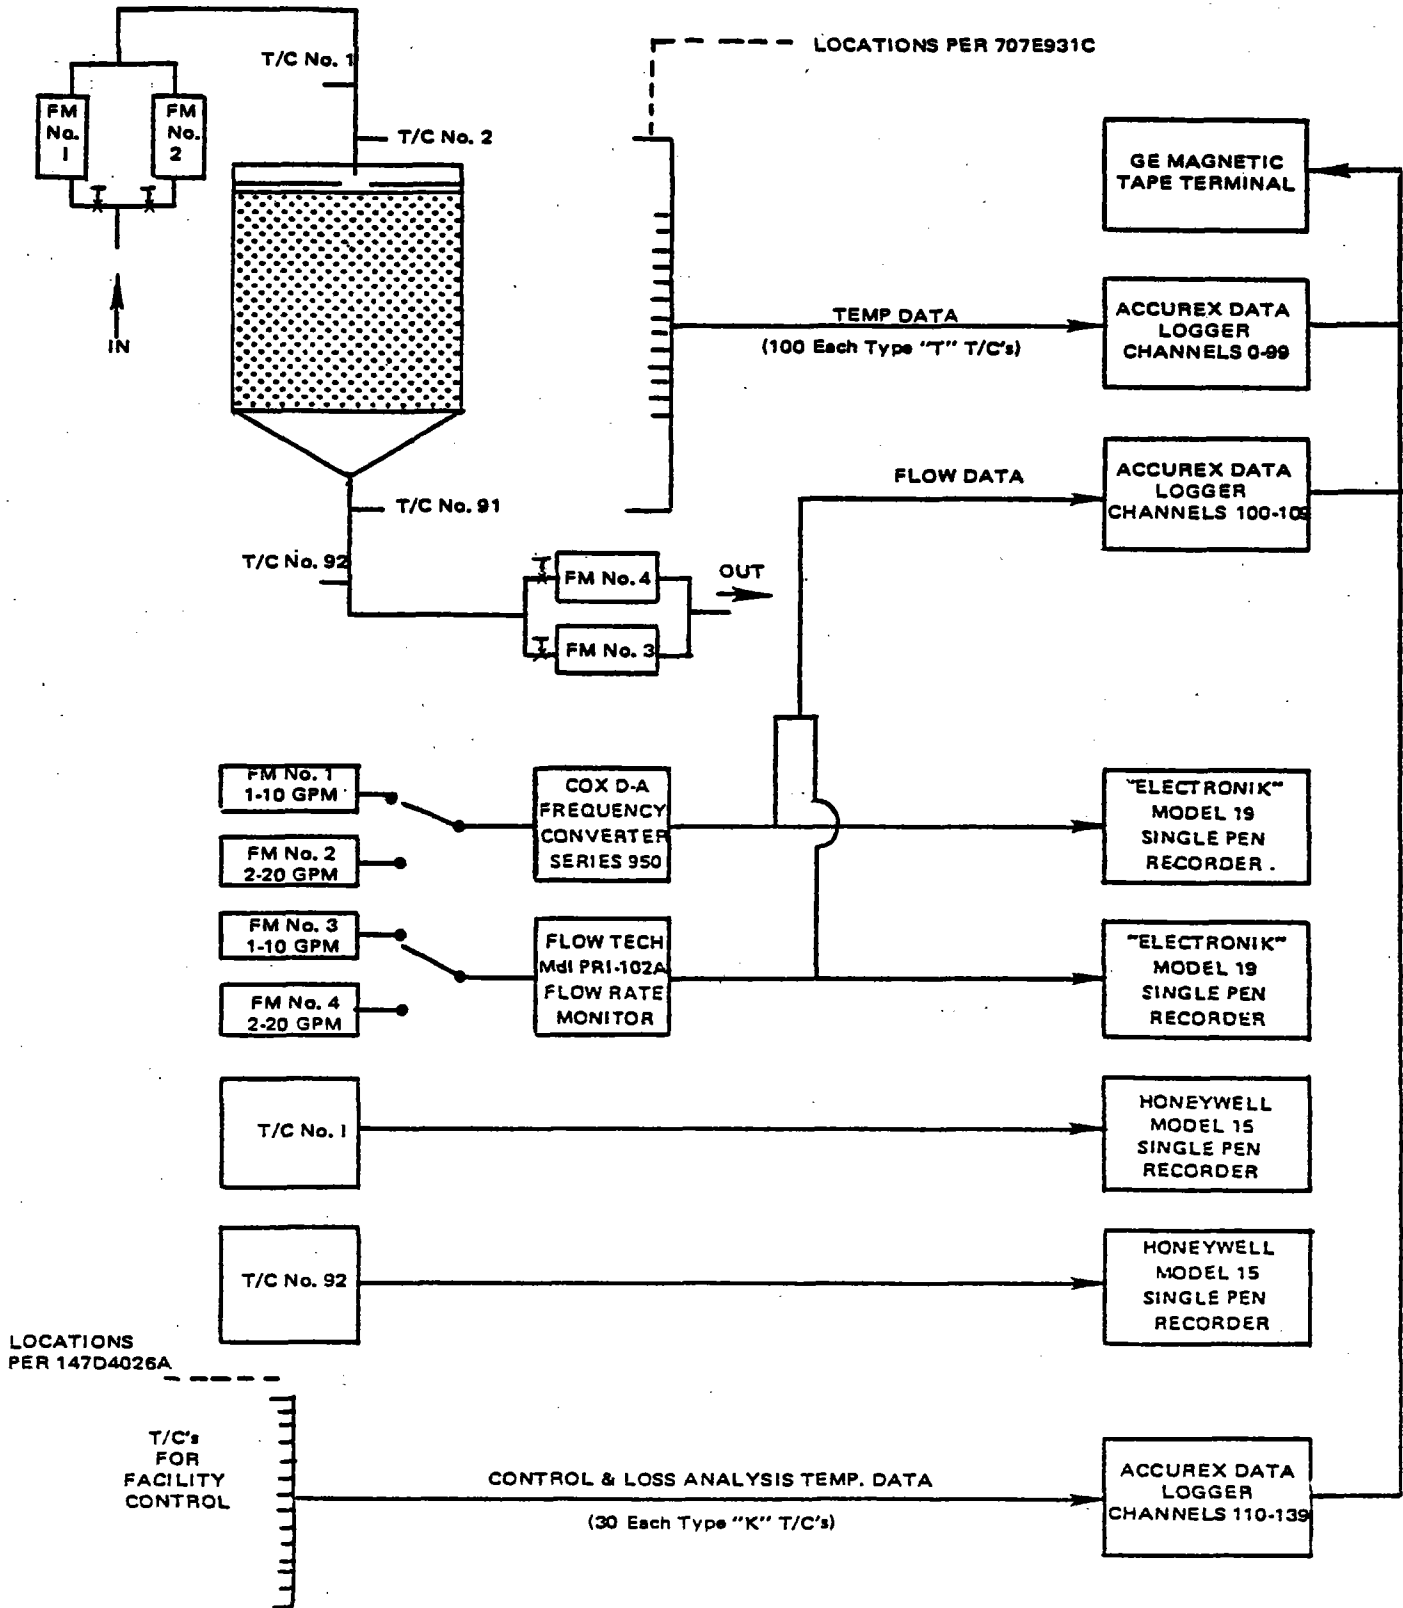 T/C No. 1
LOCATIONS PER 707E931C
FM
No.
1
FM
No.
2
T/C No. 2
GE MAGNETIC
TAPE TERMINAL
IN
TEMP DATA
(100 Each Type "T" T/C's)
ACCUREX DATA
LOGGER
CHANNELS 0-99
FLOW DATA
ACCUREX DATA
LOGGER
CHANNELS 100-109
T/C No. 91
T/C No. 92
FM No. 4
OUT
FM No. 3
FM No. 1
1-10 GPM
FM No. 2
2-20 GPM
COX D-A
FREQUENCY
CONVERTER
SERIES 950
"ELECTRONIK"
MODEL 19
SINGLE PEN
RECORDER .
FM No. 3
1-10 GPM
FM No. 4
2-20 GPM
FLOW TECH
Mdl PRI-102A
FLOW RATE
MONITOR
"ELECTRONIK"
MODEL 19
SINGLE PEN
RECORDER
T/C No. 1
HONEYWELL
MODEL 15
SINGLE PEN
RECORDER
T/C No. 92
HONEYWELL
MODEL 15
SINGLE PEN
RECORDER
LOCATIONS
PER 147D4026A
T/C's
FOR
FACILITY
CONTROL
CONTROL & LOSS ANALYSIS TEMP. DATA
(30 Each Type "K" T/C's)
ACCUREX DATA
LOGGER
CHANNELS 110-139